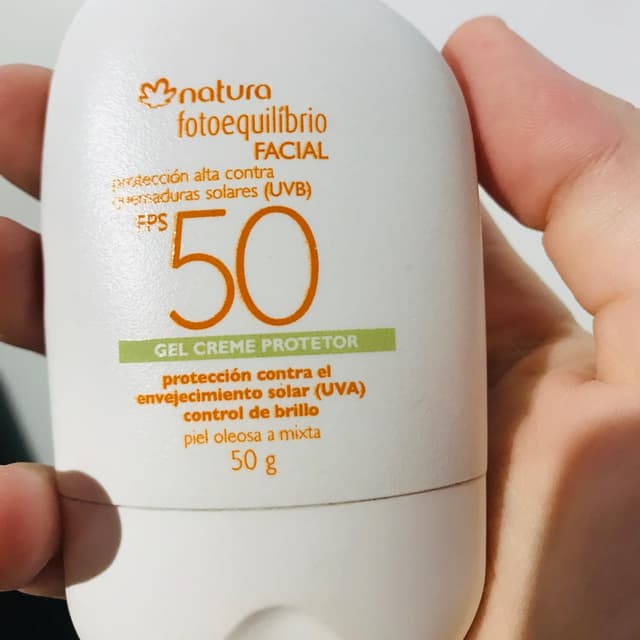 natura
fotoequilíbrio
FACIAL
protección alta contra
quemaduras solares (UVB)
FPS
50
GEL CREME PROTETOR
protección contra el
envejecimiento solar (UVA)
control de brillo
piel oleosa a mixta
50 g